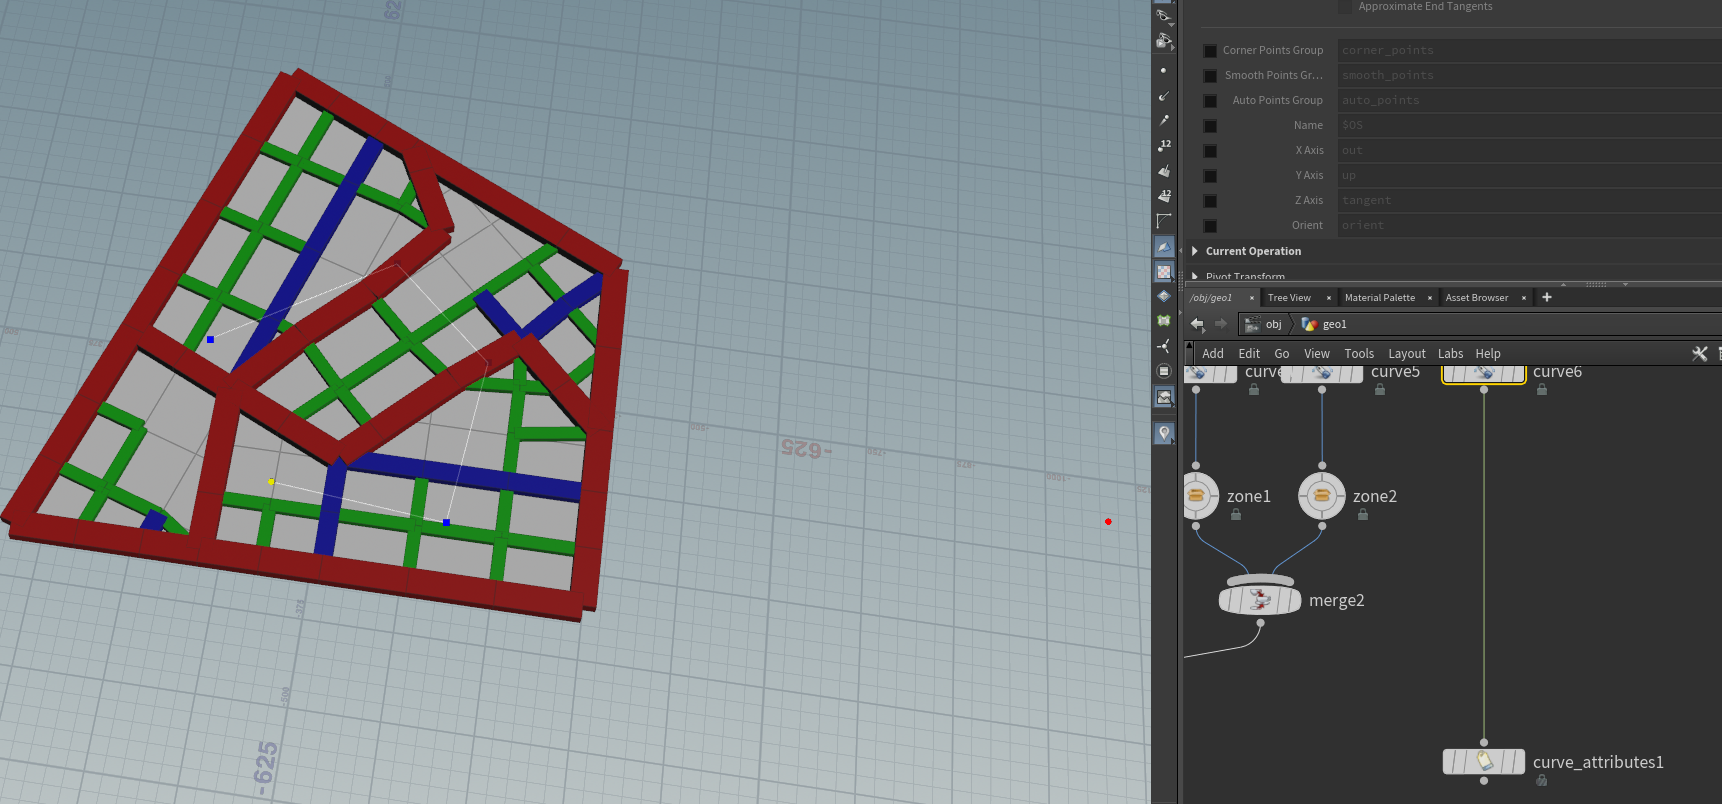 Approximate End Tangents
Corner Points Group corner_points
Smooth Points Gr... smooth_points
Auto Points Group auto_points
Name $OS
X Axis out
Y Axis up
Z Axis tangent
Orient orient
Current Operation
Pivot Transform
/obj/geo1 × Tree View × Material Palette × Asset Browser × +
obj geo1
Add Edit Go View Tools Layout Labs Help
curve5 curve6
zone1 zone2
merge2
curve_attributes1
12
12
-625
-625